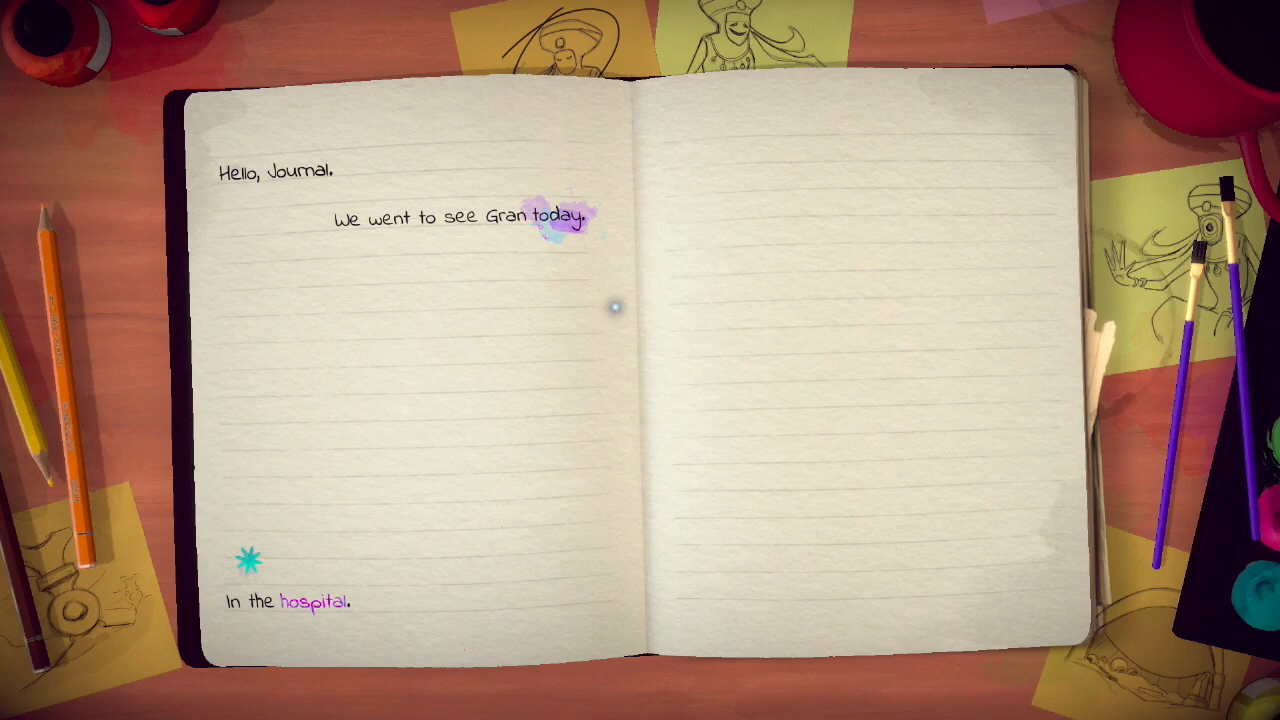 Hello, Journal.
We went to see Gran today.
In the hospital.